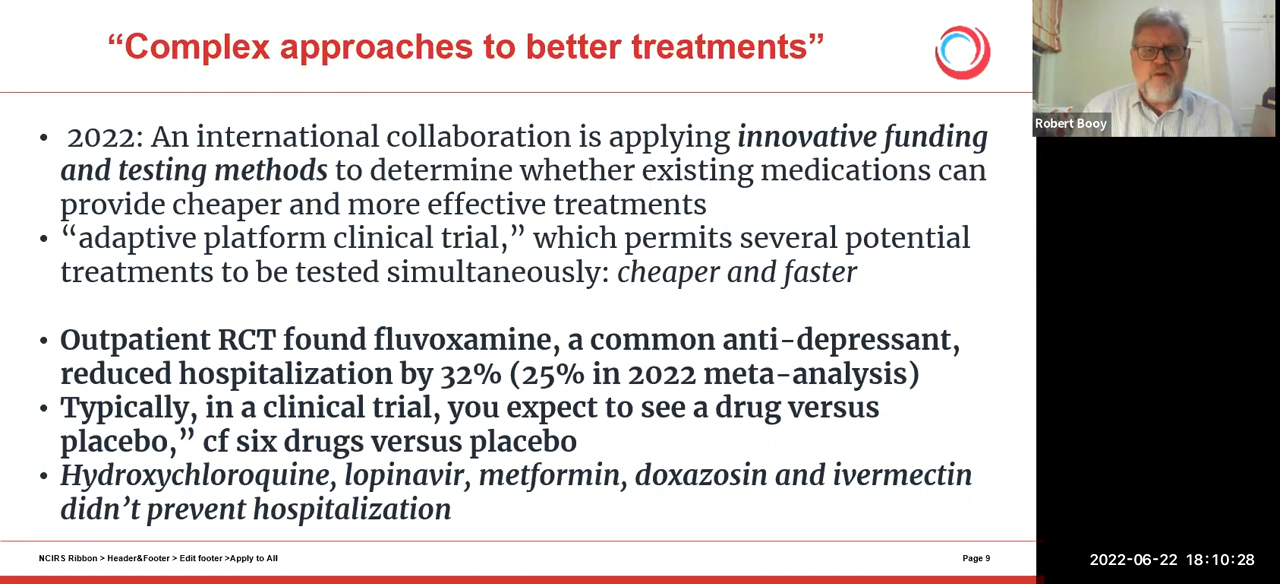 “Complex approaches to better treatments”
Robert Booy
• 2022: An international collaboration is applying innovative funding
and testing methods to determine whether existing medications can
provide cheaper and more effective treatments
• “adaptive platform clinical trial,” which permits several potential
treatments to be tested simultaneously: cheaper and faster
• Outpatient RCT found fluvoxamine, a common anti-depressant,
reduced hospitalization by 32% (25% in 2022 meta-analysis)
• Typically, in a clinical trial, you expect to see a drug versus
placebo,” cf six drugs versus placebo
• Hydroxychloroquine, lopinavir, metformin, doxazosin and ivermectin
didn’t prevent hospitalization
NCIRS Ribbon > Header&Footer > Edit footer >Apply to All
Page 9
2022-06-22 18:10:28